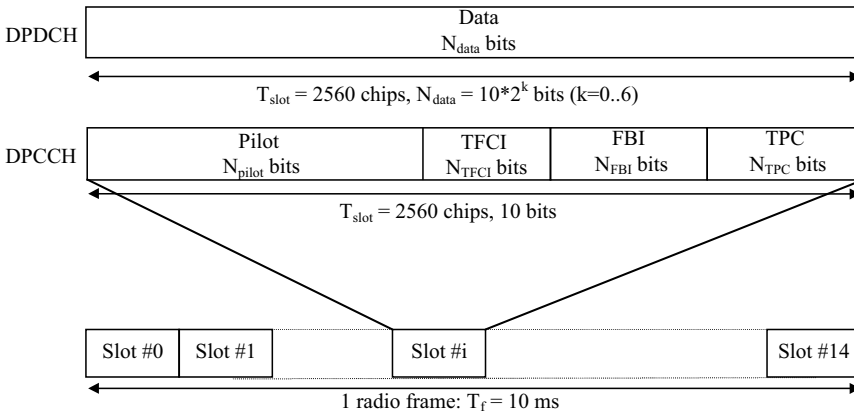 Data
DPDCH
N_data bits
T_slot = 2560 chips, N_data = 10*2^k bits (k=0..6)
Pilot TFCI FBI TPC
DPCCH
N_pilot bits N_TFCI bits N_FBI bits N_TPC bits
T_slot = 2560 chips, 10 bits
Slot #0 Slot #1 Slot #i Slot #14
1 radio frame: T_f = 10 ms